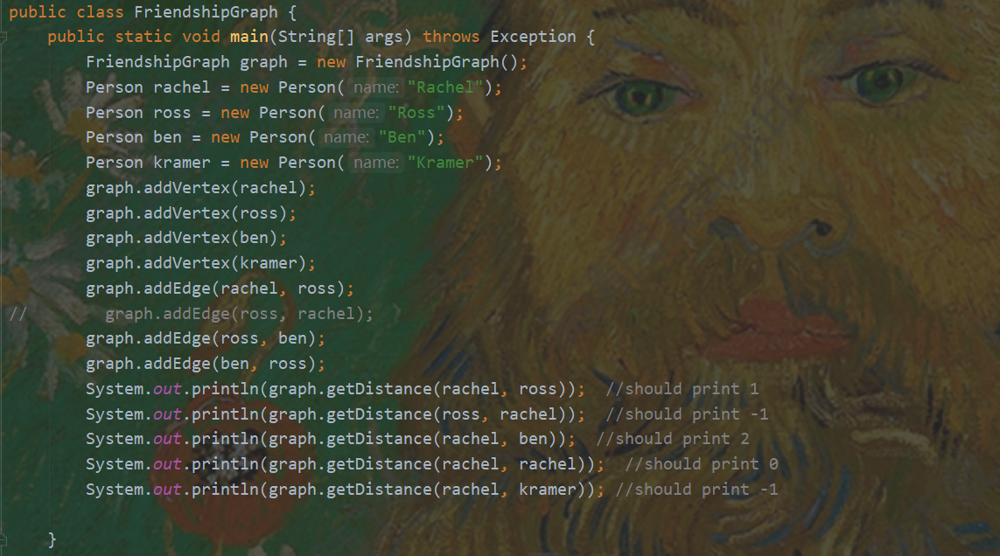 public class FriendshipGraph {
    public static void main(String[] args) throws Exception {
        FriendshipGraph graph = new FriendshipGraph();
        Person rachel = new Person( name: "Rachel");
        Person ross = new Person( name: "Ross");
        Person ben = new Person( name: "Ben");
        Person kramer = new Person( name: "Kramer");
        graph.addVertex(rachel);
        graph.addVertex(ross);
        graph.addVertex(ben);
        graph.addVertex(kramer);
        graph.addEdge(rachel, ross);
//        graph.addEdge(ross, rachel);
        graph.addEdge(ross, ben);
        graph.addEdge(ben, ross);
        System.out.println(graph.getDistance(rachel, ross));  //should print 1
        System.out.println(graph.getDistance(ross, rachel));  //should print -1
        System.out.println(graph.getDistance(rachel, ben));  //should print 2
        System.out.println(graph.getDistance(rachel, rachel));  //should print 0
        System.out.println(graph.getDistance(rachel, kramer)); //should print -1
    }